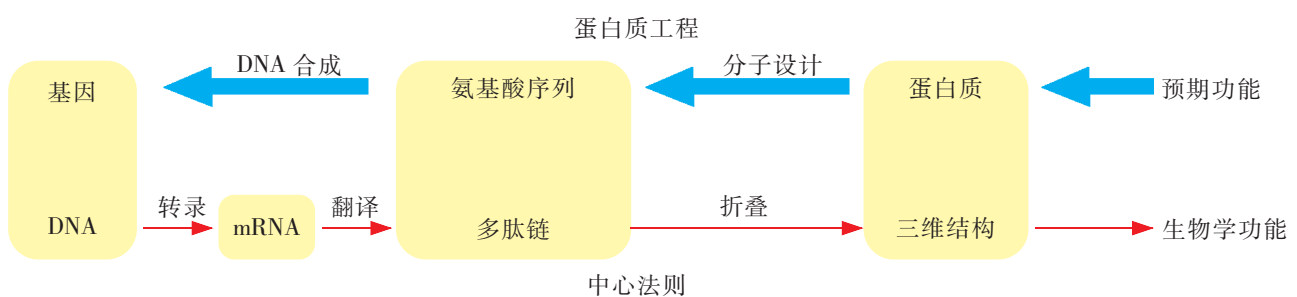 蛋白质工程
DNA 合成
分子设计
基因
氨基酸序列
蛋白质
预期功能
转录
翻译
折叠
DNA
mRNA
多肽链
三维结构
生物学功能
中心法则